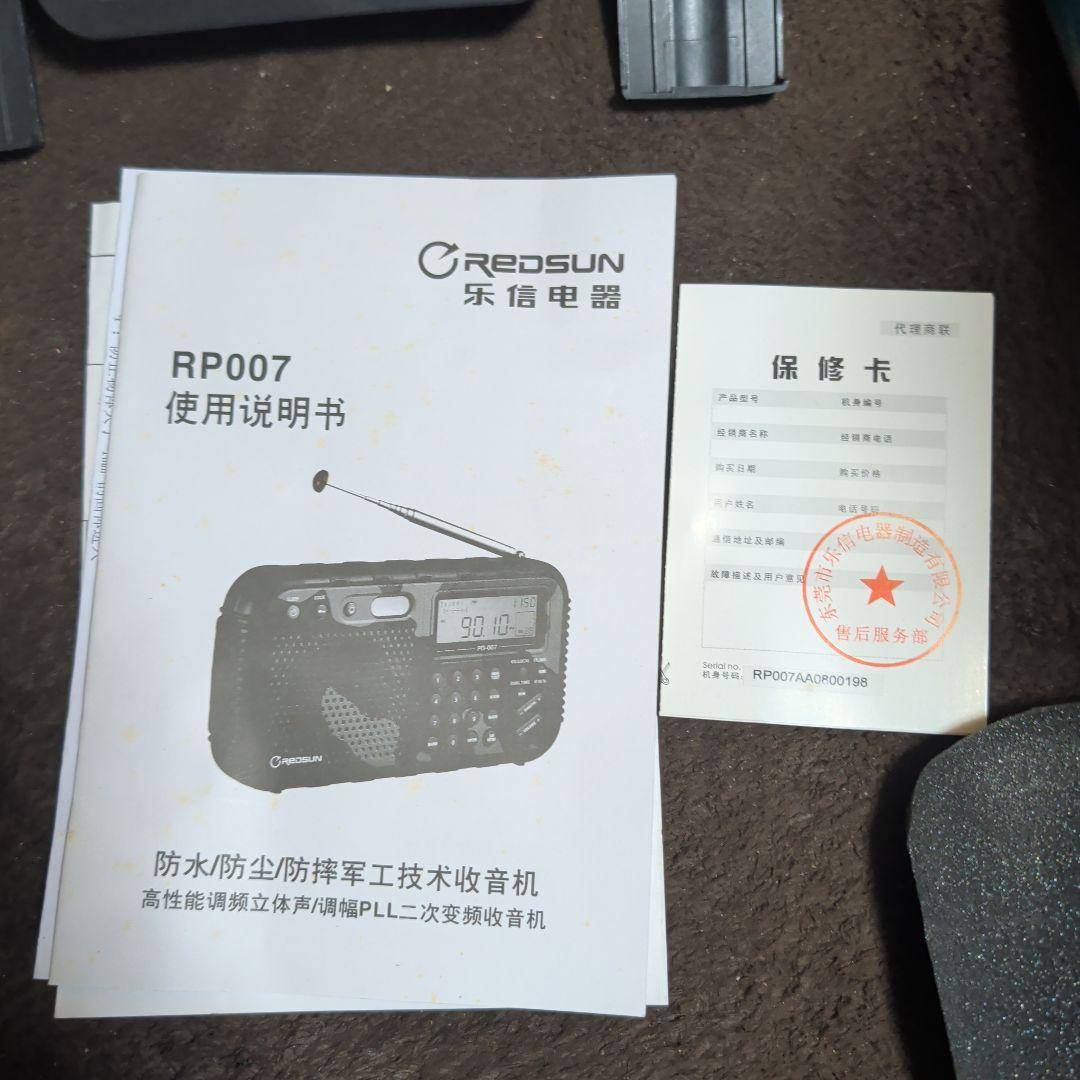 REDSUN
乐信电器
RP007
使用说明书
1150
90.10
PD-007
REDSUN
防水/防尘/防摔军工技术收音机
高性能调频立体声/调幅PLL二次变频收音机
代理商联
保修卡
产品型号 机身编号
经销商名称 经销商电话
购买日期 购买价格
用户姓名 电话号码
通信地址及邮编
故障描述及用户意见
东莞市乐信电器制造有限公司
售后服务部
Serial no.
机身号码: RP007AA0800198